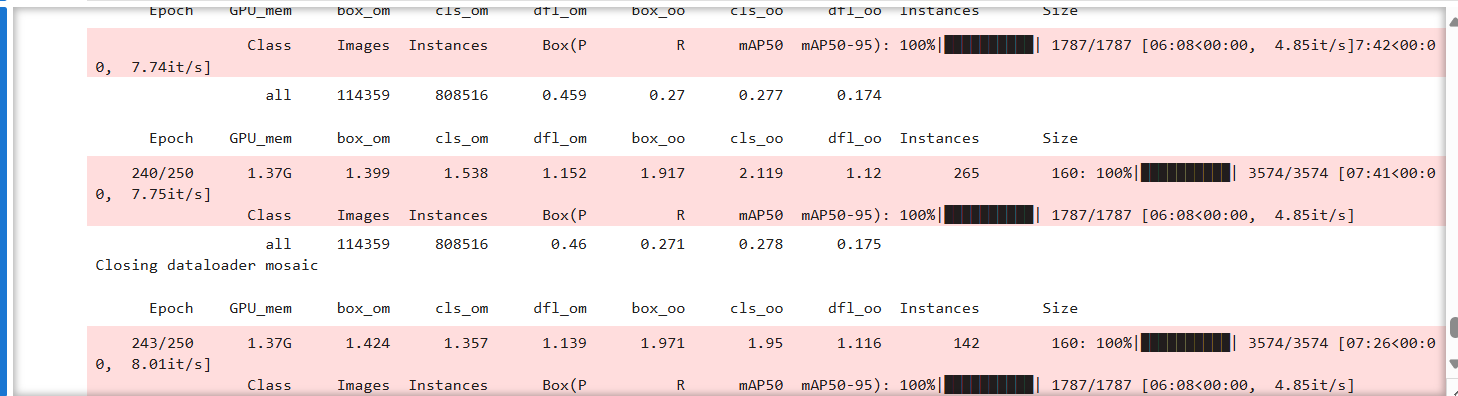 Epoch GPU_mem box_om cls_om dfl_om box_oo cls_oo dfl_oo Instances Size
Class Images Instances Box(P R mAP50 mAP50-95): 100%|██████████| 1787/1787 [06:08<00:00, 4.85it/s]7:42<00:0
0, 7.74it/s]
all 114359 808516 0.459 0.27 0.277 0.174
Epoch GPU_mem box_om cls_om dfl_om box_oo cls_oo dfl_oo Instances Size
240/250 1.37G 1.399 1.538 1.152 1.917 2.119 1.12 265 160: 100%|██████████| 3574/3574 [07:41<00:0
0, 7.75it/s]
Class Images Instances Box(P R mAP50 mAP50-95): 100%|██████████| 1787/1787 [06:08<00:00, 4.85it/s]
all 114359 808516 0.46 0.271 0.278 0.175
Closing dataloader mosaic
Epoch GPU_mem box_om cls_om dfl_om box_oo cls_oo dfl_oo Instances Size
243/250 1.37G 1.424 1.357 1.139 1.971 1.95 1.116 142 160: 100%|██████████| 3574/3574 [07:26<00:0
0, 8.01it/s]
Class Images Instances Box(P R mAP50 mAP50-95): 100%|██████████| 1787/1787 [06:08<00:00, 4.85it/s]